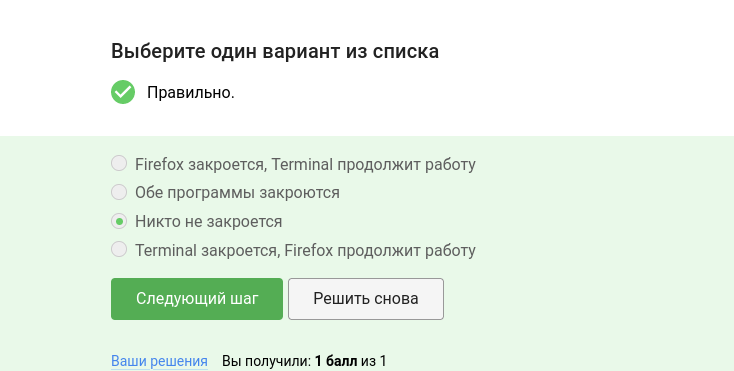 Выберите один вариант из списка
Правильно.
Firefox закроется, Terminal продолжит работу
Обе программы закроются
Никто не закроется
Terminal закроется, Firefox продолжит работу
Следующий шаг Решить снова
Ваши решения Вы получили: 1 балл из 1